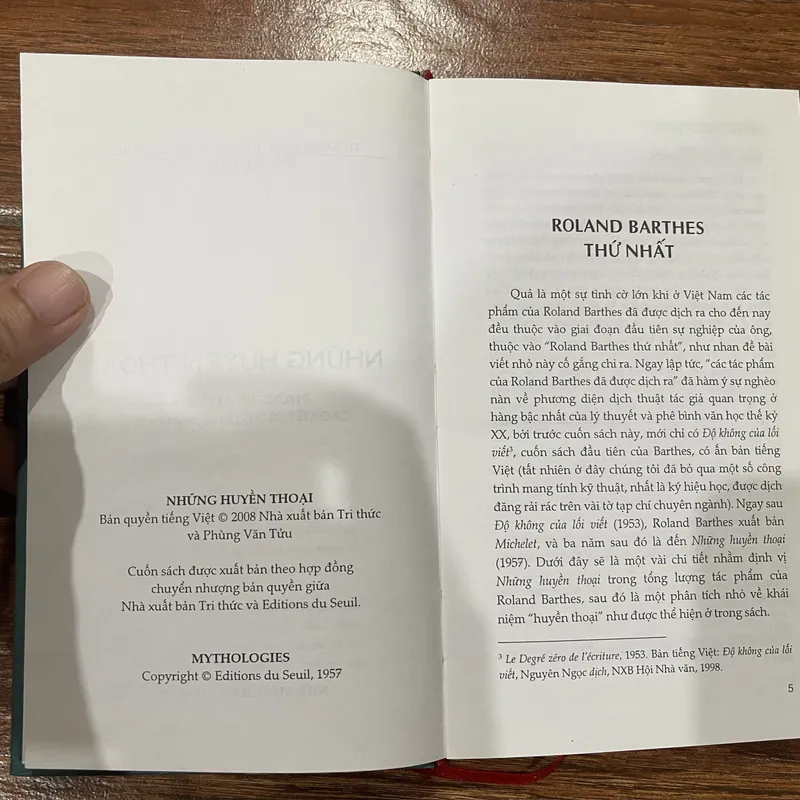 NHỮNG HUYỀN THOẠI
Bản quyền tiếng Việt © 2008 Nhà xuất bản Tri thức
và Phùng Văn Tửu
Cuốn sách được xuất bản theo hợp đồng
chuyển nhượng bản quyền giữa
Nhà xuất bản Tri thức và Editions du Seuil.
MYTHOLOGIES
Copyright © Editions du Seuil, 1957
ROLAND BARTHES
THỨ NHẤT
Quả là một sự tình cờ lớn khi ở Việt Nam các tác
phẩm của Roland Barthes đã được dịch ra cho đến nay
đều thuộc vào giai đoạn đầu tiên sự nghiệp của ông,
thuộc vào “Roland Barthes thứ nhất”, như nhan đề bài
viết nhỏ này cố gắng chỉ ra. Ngay lập tức, “các tác phẩm
của Roland Barthes đã được dịch ra” đã hàm ý sự nghèo
nàn về phương diện dịch thuật tác giả quan trọng ở
hàng bậc nhất của lý thuyết và phê bình văn học thế kỷ
XX, bởi trước cuốn sách này, mới chỉ có Độ không của lối
viết³, cuốn sách đầu tiên của Barthes, có ấn bản tiếng
Việt (tất nhiên ở đây chúng tôi đã bỏ qua một số công
trình mang tính kỹ thuật, nhất là ký hiệu học, được dịch
đăng rải rác trên vài tờ tạp chí chuyên ngành). Ngay sau
Độ không của lối viết (1953), Roland Barthes xuất bản
Michelet, và ba năm sau đó là đến Những huyền thoại
(1957). Dưới đây sẽ là một vài chi tiết nhằm định vị
Những huyền thoại trong tổng lượng tác phẩm của
Roland Barthes, sau đó là một phân tích nhỏ về khái
niệm “huyền thoại” như được thể hiện ở trong sách.
³ Le Degré zéro de l’écriture, 1953. Bản tiếng Việt: Độ không của lối
viết, Nguyên Ngọc dịch, NXB Hội Nhà văn, 1998.
5